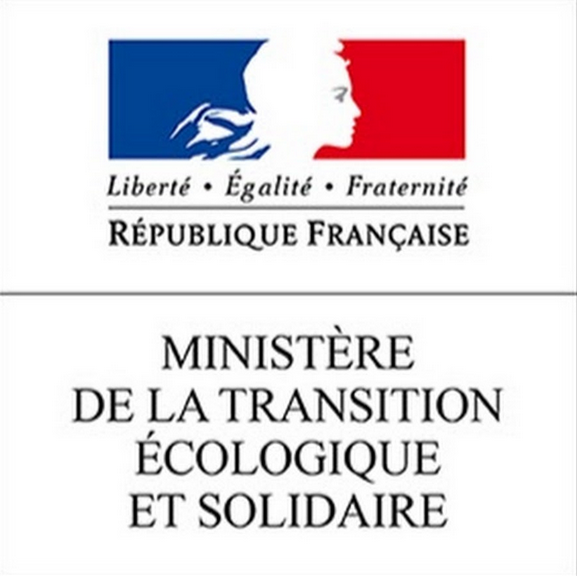 Liberté • Égalité • Fraternité
RÉPUBLIQUE FRANÇAISE
MINISTÈRE
DE LA TRANSITION
ÉCOLOGIQUE
ET SOLIDAIRE